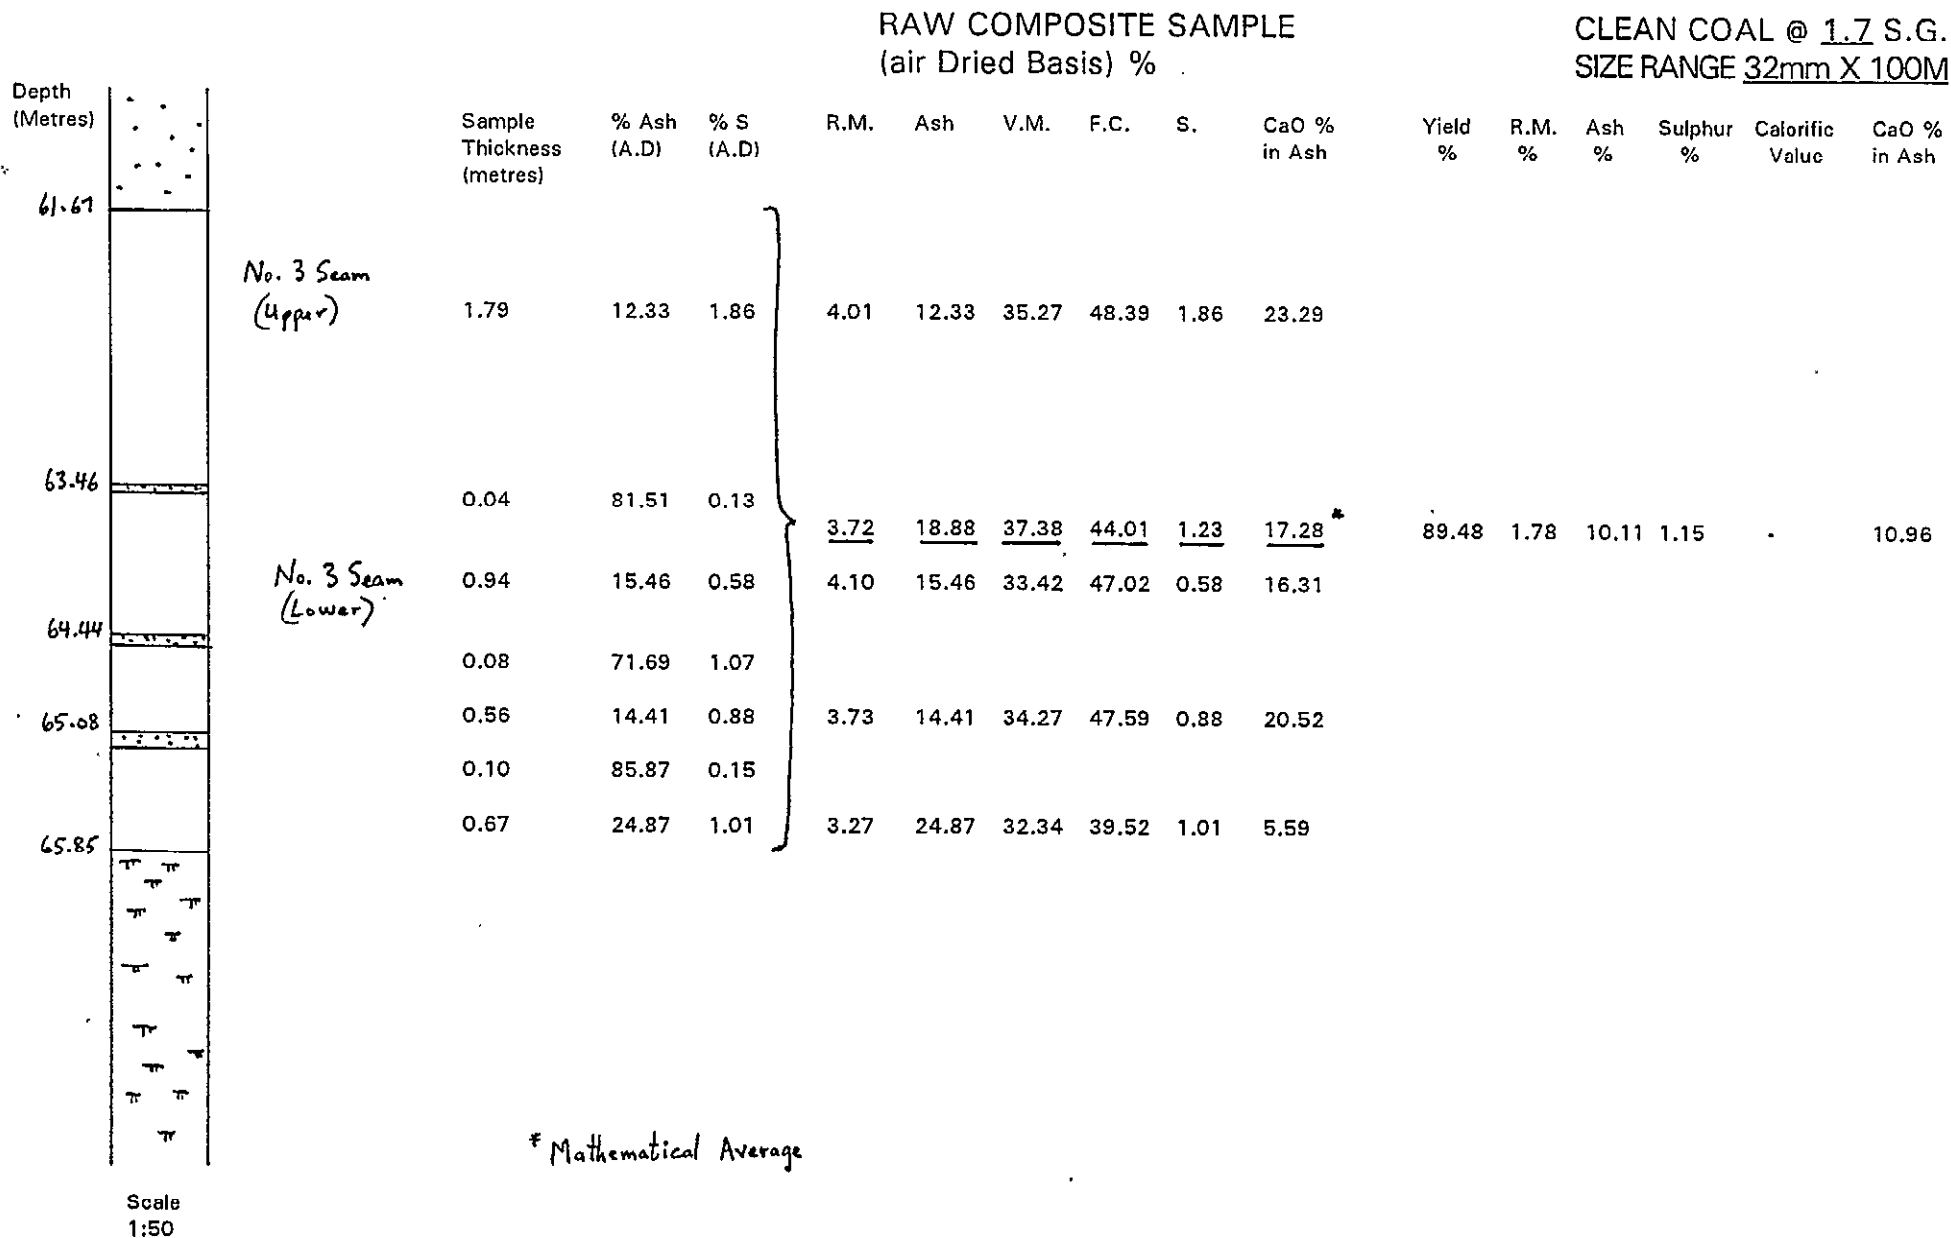 RAW COMPOSITE SAMPLE
(air Dried Basis) %
CLEAN COAL @ 1.7 S.G.
SIZE RANGE 32mm X 100M
Depth
(Metres)
Sample
Thickness
(metres)
% Ash
(A.D)
% S
(A.D)
R.M.
Ash
V.M.
F.C.
S.
CaO %
in Ash
Yield
%
R.M.
%
Ash
%
Sulphur
%
Calorific
Value
CaO %
in Ash
61.67
No. 3 Seam
(Upper)
1.79 12.33 1.86 4.01 12.33 35.27 48.39 1.86 23.29
63.46
0.04 81.51 0.13
3.72 18.88 37.38 44.01 1.23 17.28 * 89.48 1.78 10.11 1.15 - 10.96
No. 3 Seam
(Lower)
0.94 15.46 0.58 4.10 15.46 33.42 47.02 0.58 16.31
64.44
0.08 71.69 1.07
65.08
0.56 14.41 0.88 3.73 14.41 34.27 47.59 0.88 20.52
0.10 85.87 0.15
0.67 24.87 1.01 3.27 24.87 32.34 39.52 1.01 5.59
65.85
* Mathematical Average
Scale
1:50